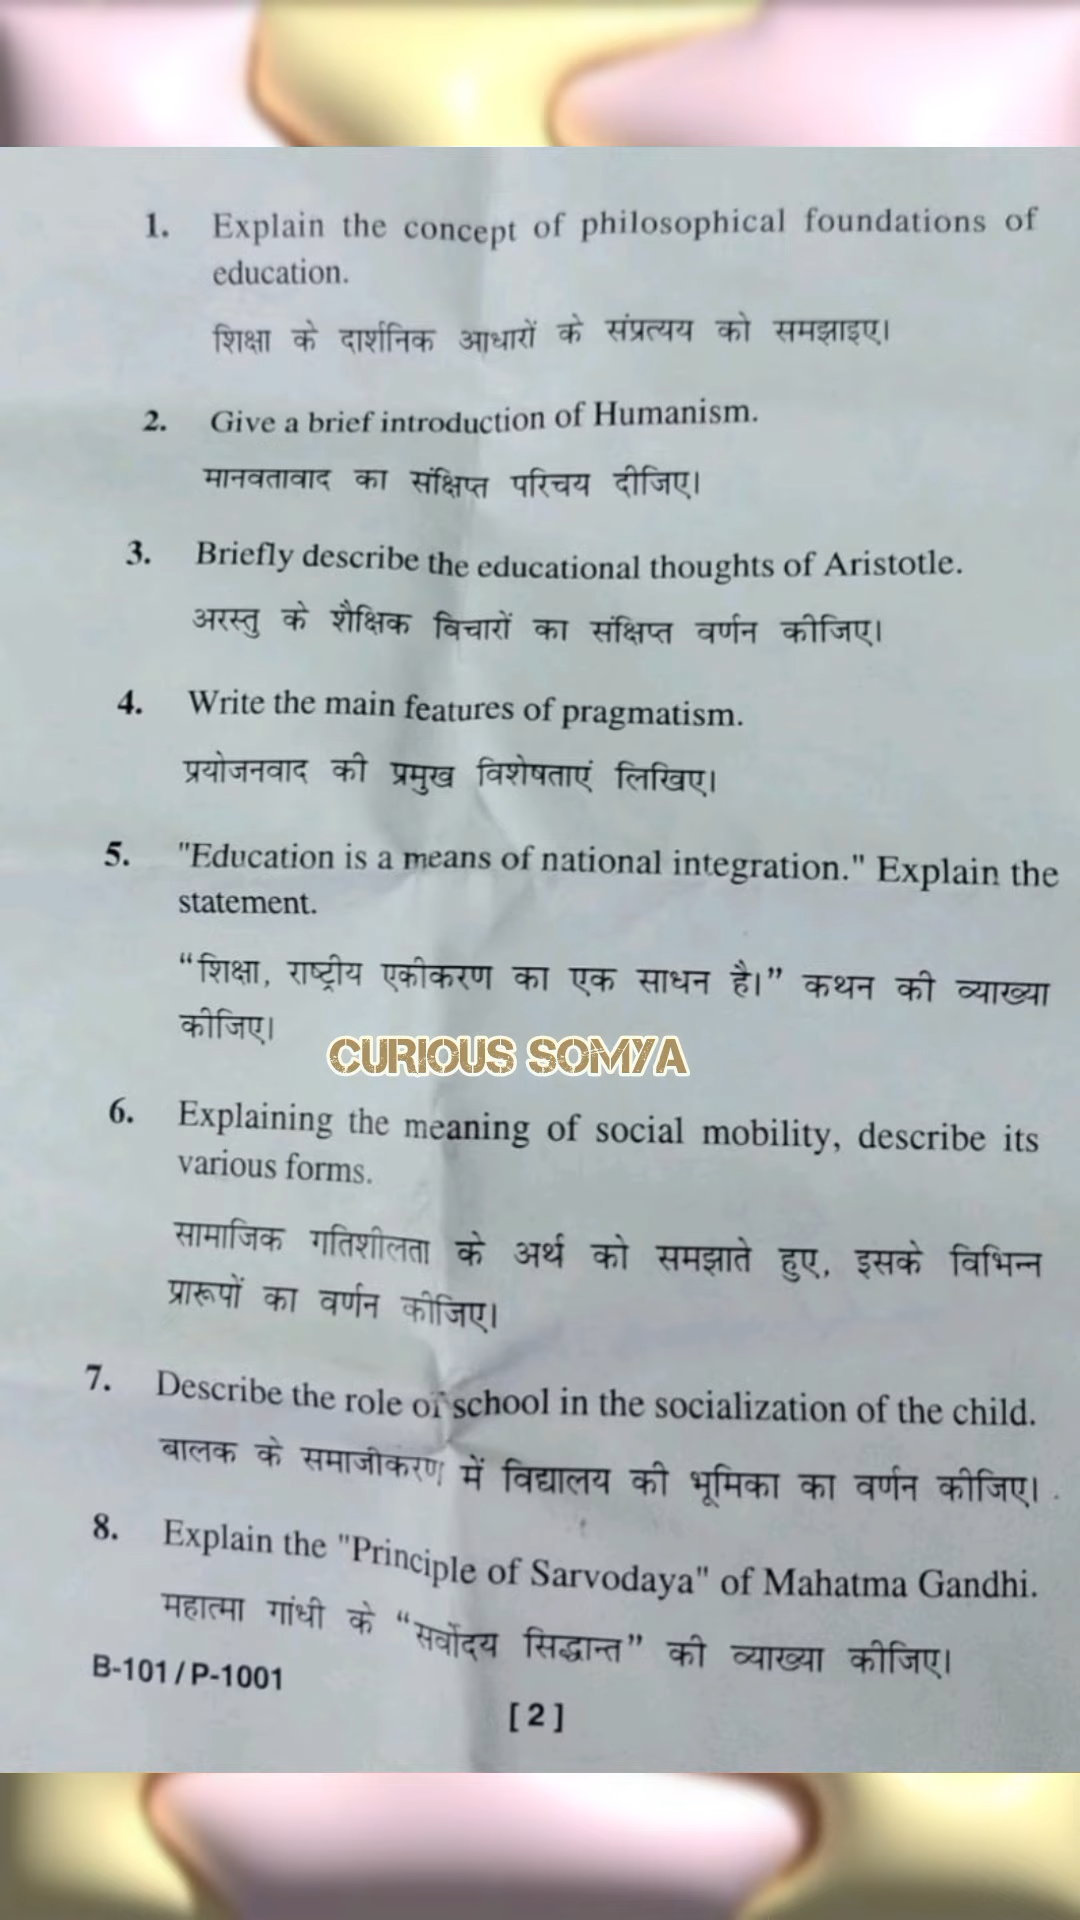 1. Explain the concept of philosophical foundations of
education.
शिक्षा के दार्शनिक आधारों के संप्रत्यय को समझाइए।
2. Give a brief introduction of Humanism.
मानवतावाद का संक्षिप्त परिचय दीजिए।
3. Briefly describe the educational thoughts of Aristotle.
अरस्तु के शैक्षिक विचारों का संक्षिप्त वर्णन कीजिए।
4. Write the main features of pragmatism.
प्रयोजनवाद की प्रमुख विशेषताएं लिखिए।
5. "Education is a means of national integration." Explain the
statement.
“शिक्षा, राष्ट्रीय एकीकरण का एक साधन है।” कथन की व्याख्या
कीजिए।
CURIOUS SOMYA
6. Explaining the meaning of social mobility, describe its
various forms.
सामाजिक गतिशीलता के अर्थ को समझाते हुए, इसके विभिन्न
प्रारूपों का वर्णन कीजिए।
7. Describe the role of school in the socialization of the child.
बालक के समाजीकरण में विद्यालय की भूमिका का वर्णन कीजिए।
8. Explain the "Principle of Sarvodaya" of Mahatma Gandhi.
महात्मा गांधी के “सर्वोदय सिद्धान्त” की व्याख्या कीजिए।
B-101/P-1001
[2]